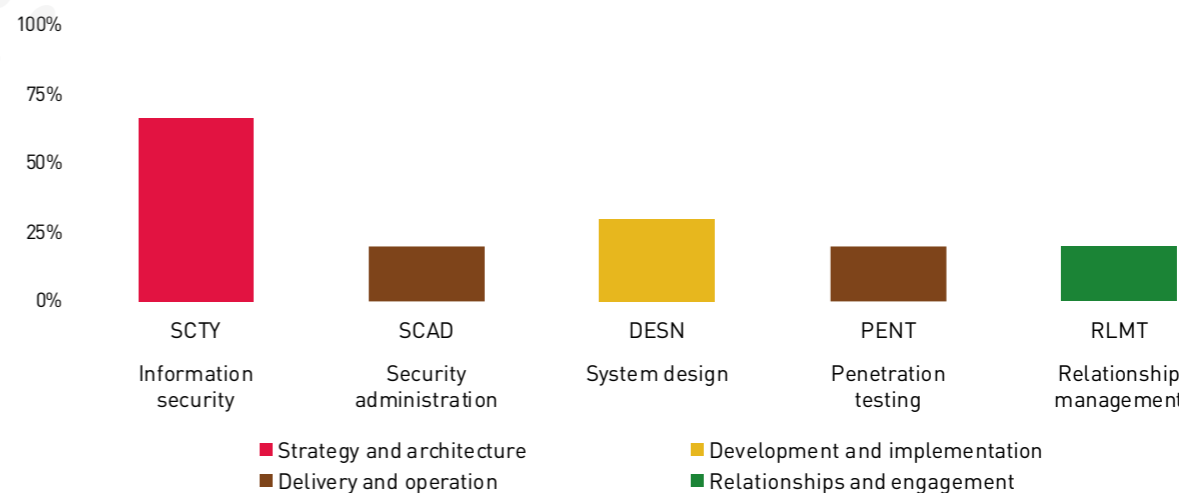 100%
75%
50%
25%
0%
SCTY
SCAD
DESN
PENT
RLMT
Information
security
Security
administration
System design
Penetration
testing
Relationship
management
Strategy and architecture
Development and implementation
Delivery and operation
Relationships and engagement